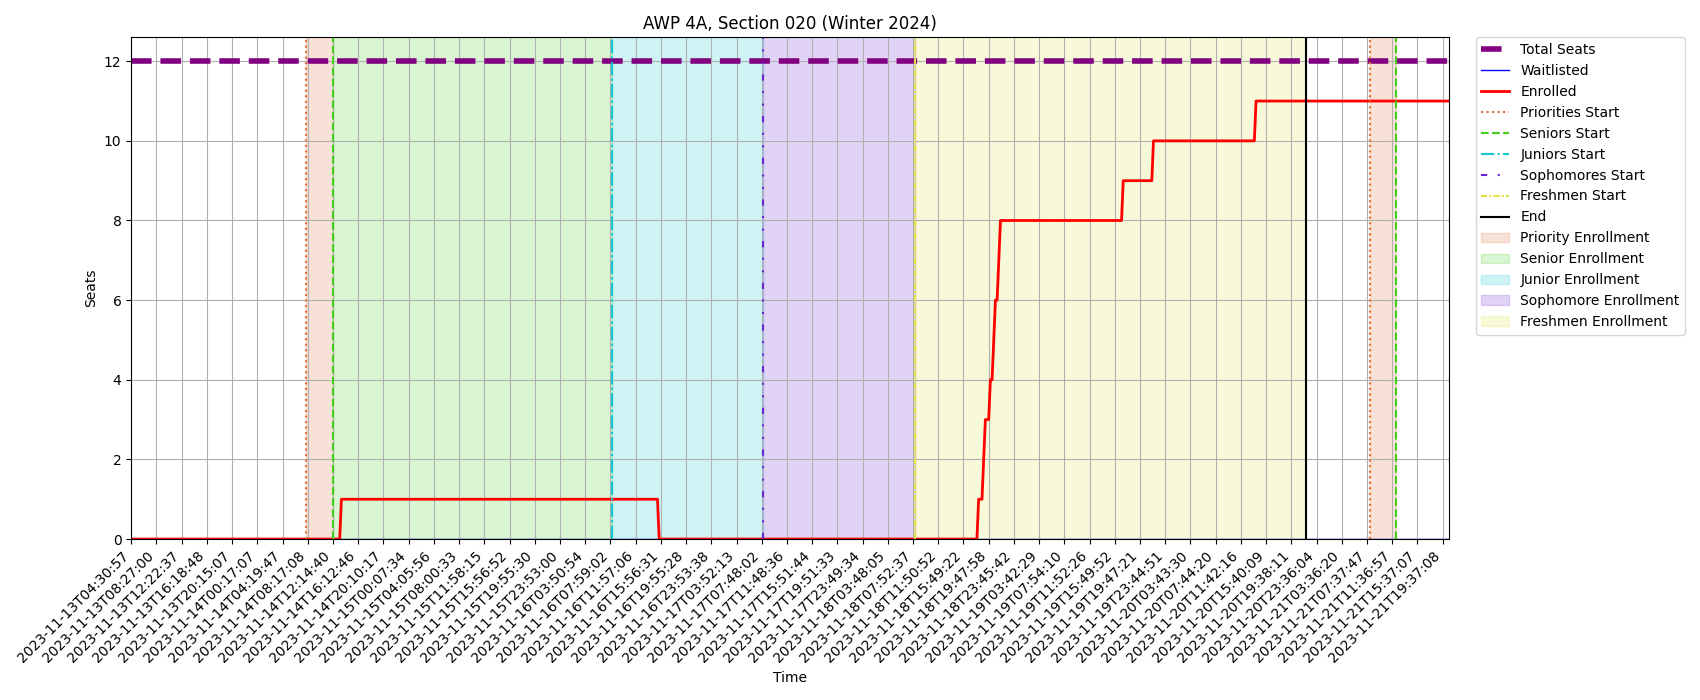 AWP 4A, Section 020 (Winter 2024)
Seats
12
10
8
6
4
2
0
2023-11-13T04:30:57
2023-11-13T08:27:00
2023-11-13T12:22:37
2023-11-13T16:18:48
2023-11-13T20:15:07
2023-11-14T00:17:07
2023-11-14T04:19:47
2023-11-14T08:17:08
2023-11-14T12:14:40
2023-11-14T16:12:46
2023-11-14T20:10:17
2023-11-15T00:07:34
2023-11-15T04:05:56
2023-11-15T08:00:33
2023-11-15T11:58:15
2023-11-15T15:56:52
2023-11-15T19:55:30
2023-11-15T23:53:00
2023-11-16T03:50:54
2023-11-16T07:59:02
2023-11-16T11:57:06
2023-11-16T15:56:31
2023-11-16T19:55:28
2023-11-16T23:53:38
2023-11-17T03:52:13
2023-11-17T07:48:02
2023-11-17T11:48:36
2023-11-17T15:51:44
2023-11-17T19:51:33
2023-11-17T23:49:34
2023-11-18T03:48:05
2023-11-18T07:52:37
2023-11-18T11:50:52
2023-11-18T15:49:22
2023-11-18T19:47:58
2023-11-18T23:45:42
2023-11-19T03:42:29
2023-11-19T07:54:10
2023-11-19T11:52:26
2023-11-19T15:49:52
2023-11-19T19:47:21
2023-11-19T23:44:51
2023-11-20T03:43:30
2023-11-20T07:44:20
2023-11-20T11:42:16
2023-11-20T15:40:09
2023-11-20T19:38:11
2023-11-20T23:36:04
2023-11-21T03:36:20
2023-11-21T07:37:47
2023-11-21T11:36:57
2023-11-21T15:37:07
2023-11-21T19:37:08
Time
Total Seats
Waitlisted
Enrolled
Priorities Start
Seniors Start
Juniors Start
Sophomores Start
Freshmen Start
End
Priority Enrollment
Senior Enrollment
Junior Enrollment
Sophomore Enrollment
Freshmen Enrollment